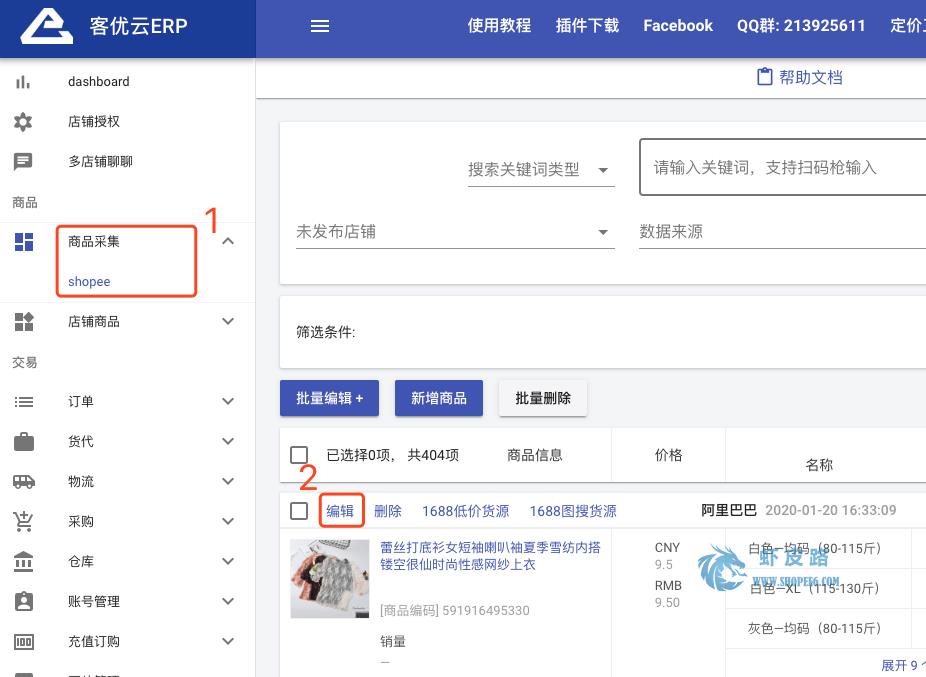 客优云ERP
使用教程 插件下载 Facebook QQ群: 213925611 定价
帮助文档
dashboard
店铺授权
多店铺聊聊
商品
商品采集
shopee
1
店铺商品
交易
订单
货代
物流
采购
仓库
账号管理
充值订购
搜索关键词类型
请输入关键词，支持扫码枪输入
未发布店铺
数据来源
筛选条件:
批量编辑 +
新增商品
批量删除
已选择0项， 共404项
商品信息
价格
名称
2
编辑 删除 1688低价货源 1688图搜货源
阿里巴巴 2020-01-20 16:33:09
蕾丝打底衫女短袖喇叭袖夏季雪纺内搭
镂空很仙时尚性感网纱上衣
[商品编码] 591916495330
销量
—
CNY
9.5
RMB
9.50
白色—均码（80-115斤）
白色—XL（115-130斤）
灰色—均码（80-115斤）
展开 9
虾皮路
WWW.SHOPE66.COM